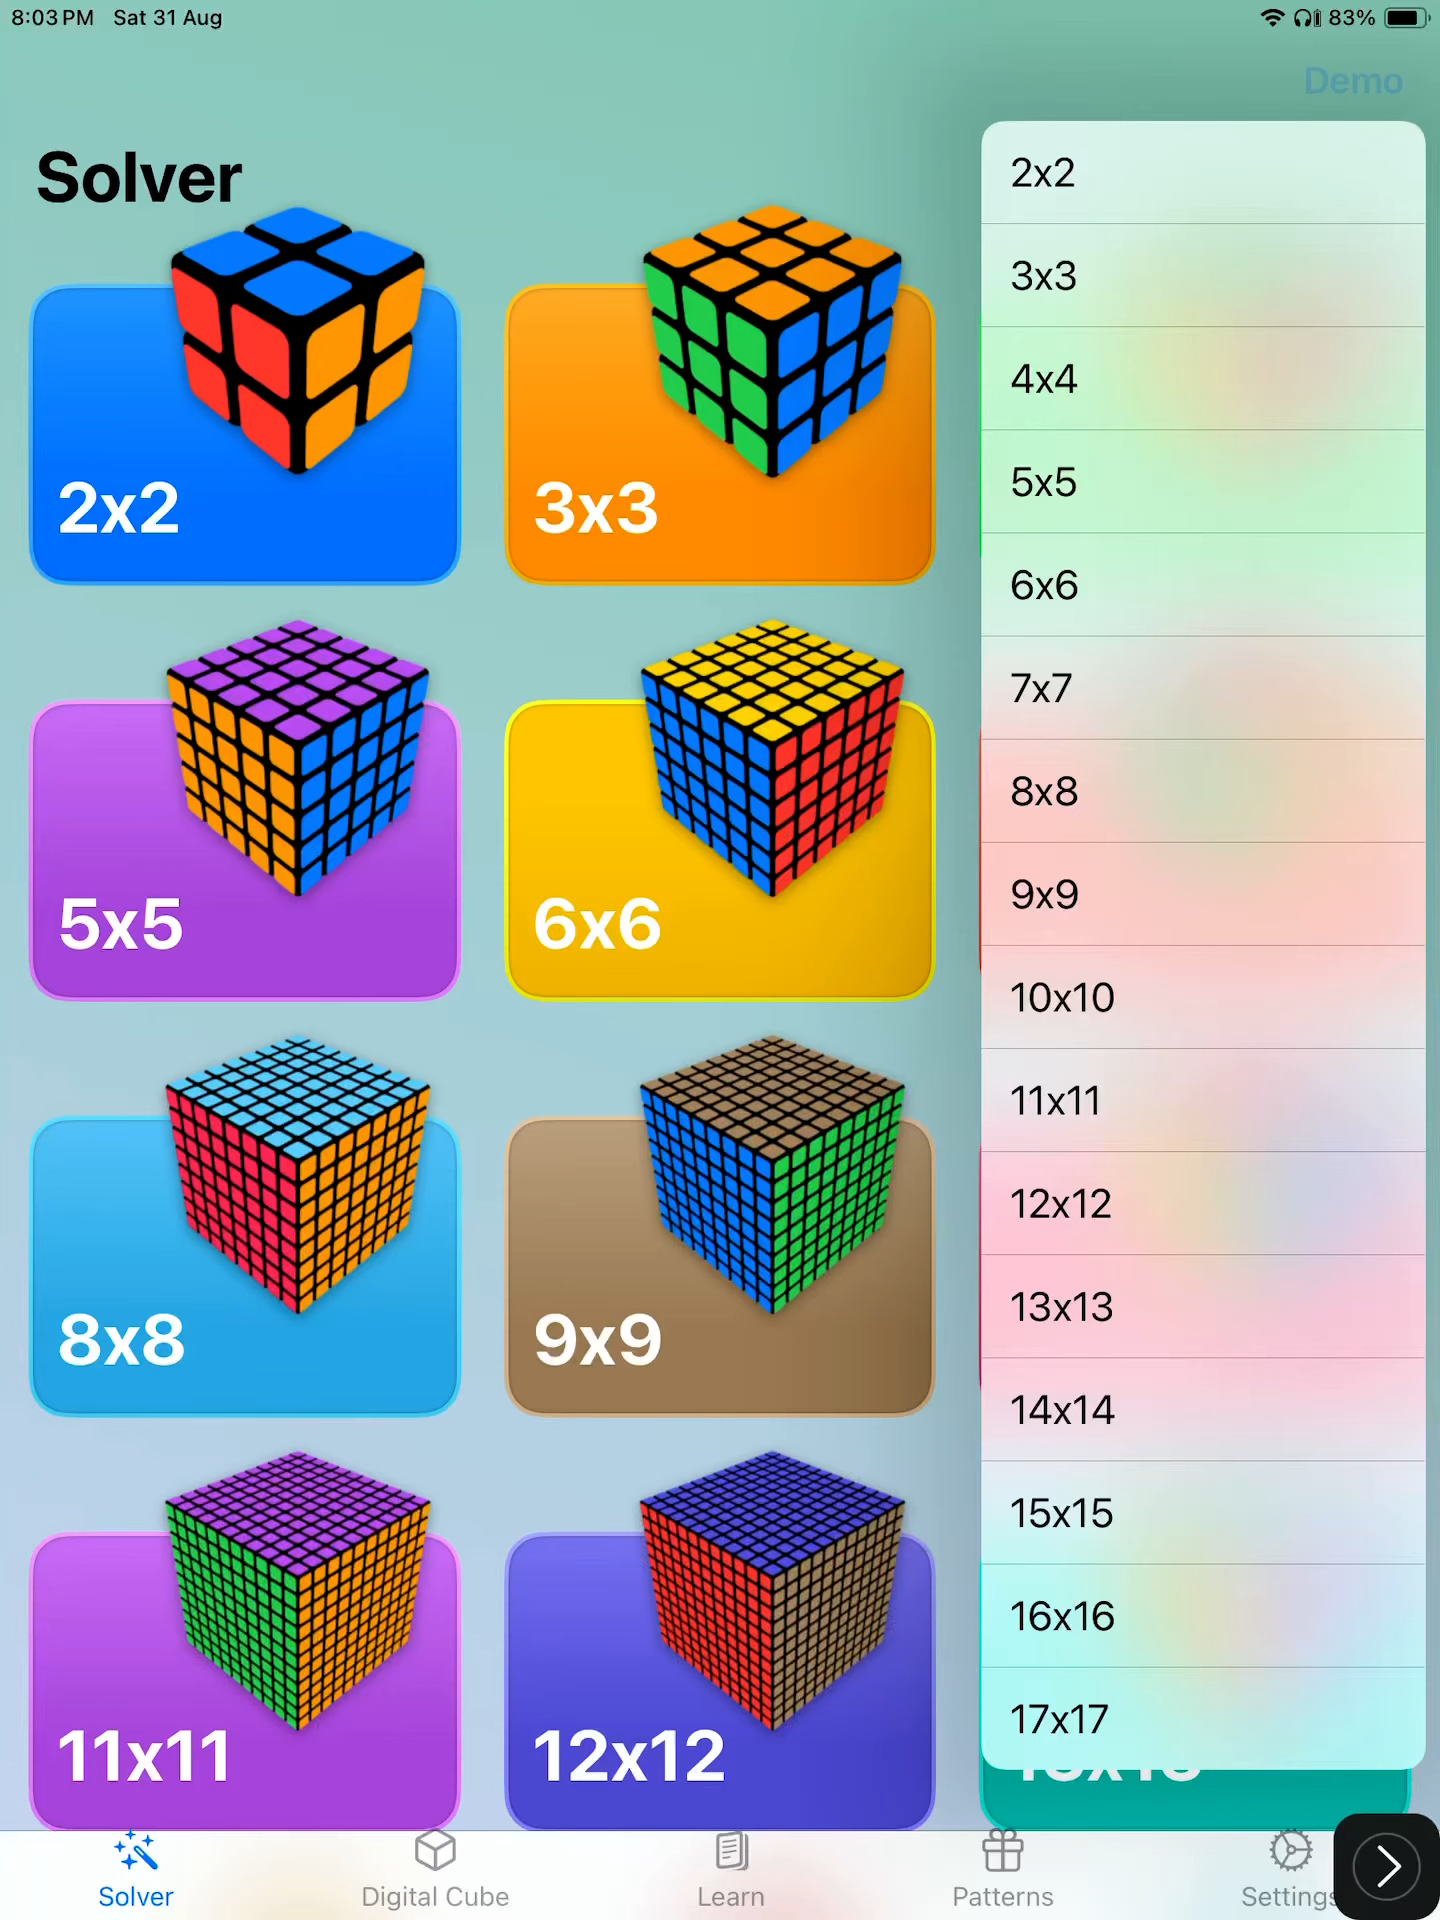 8:03 PM Sat 31 Aug
83%
Demo
Solver
2x2
3x3
5x5
6x6
8x8
9x9
11x11
12x12
2x2
3x3
4x4
5x5
6x6
7x7
8x8
9x9
10x10
11x11
12x12
13x13
14x14
15x15
16x16
17x17
Solver
Digital Cube
Learn
Patterns
Settings